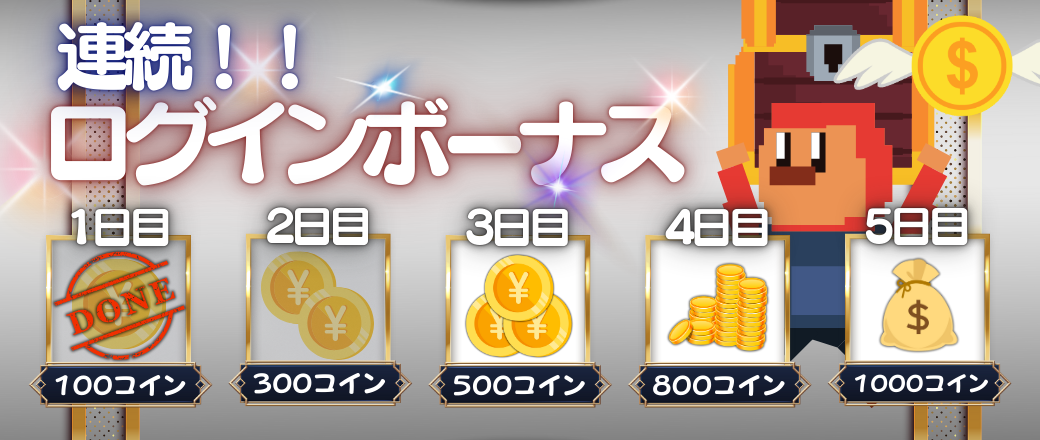 連続！！
ログインボーナス
1日目
2日目
3日目
4日目
5日目
DONE
¥
¥
¥
¥
¥
¥
$
$
100コイン
300コイン
500コイン
800コイン
1000コイン